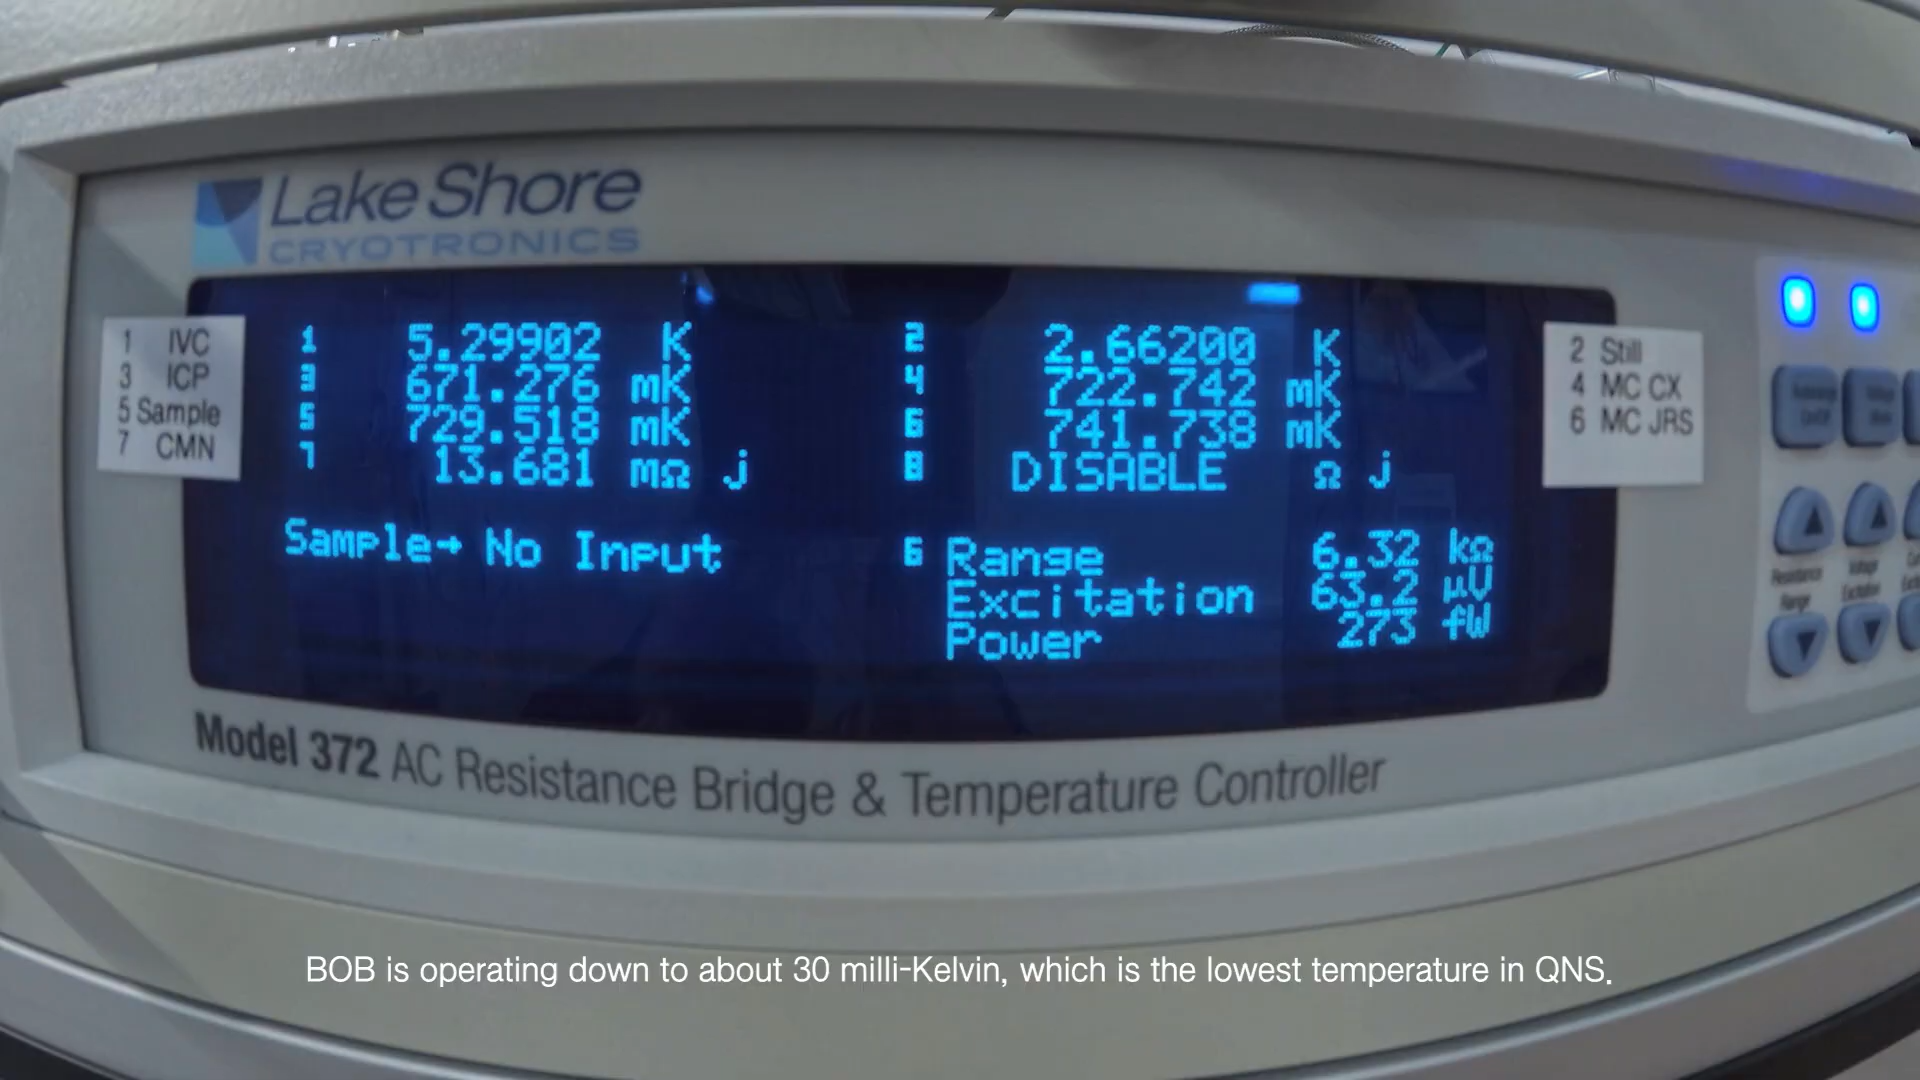 Lake Shore
CRYOTRONICS
1 IVC
3 ICP
5 Sample
7 CMN
1 5.29902 K 2 2.66200 K
3 671.276 mK 4 722.742 mK
5 729.518 mK 6 741.738 mK
7 13.681 mΩ j 8 DISABLE Ω j
Sample→ No Input
6 Range 6.32 kΩ
Excitation 63.2 µV
Power 273 fW
2 Still
4 MC CX
6 MC JRS
Resistance
Range
Voltage
Excitation
Model 372 AC Resistance Bridge & Temperature Controller
BOB is operating down to about 30 milli-Kelvin, which is the lowest temperature in QNS.